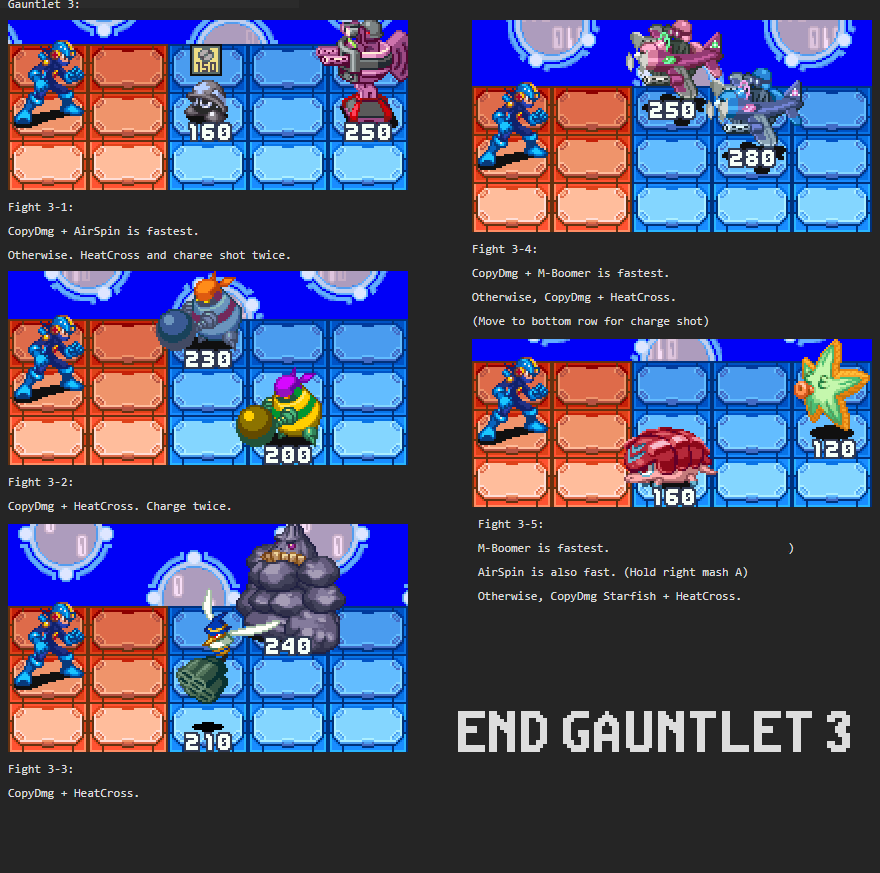 Gauntlet 3:
150
160
250
Fight 3-1:
CopyDmg + AirSpin is fastest.
Otherwise. HeatCross and charge shot twice.
230
200
Fight 3-2:
CopyDmg + HeatCross. Charge twice.
240
210
Fight 3-3:
CopyDmg + HeatCross.
250
280
Fight 3-4:
CopyDmg + M-Boomer is fastest.
Otherwise, CopyDmg + HeatCross.
(Move to bottom row for charge shot)
120
160
Fight 3-5:
M-Boomer is fastest. )
AirSpin is also fast. (Hold right mash A)
Otherwise, CopyDmg Starfish + HeatCross.
END GAUNTLET 3